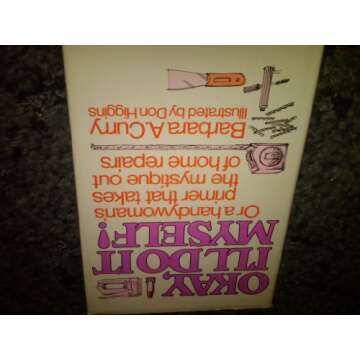 OKAY,
I'LL DO IT
MYSELF!
Or a handywoman's
primer that takes
the mystique out
of home repairs
Barbara A. Curry
Illustrated by Don Higgins